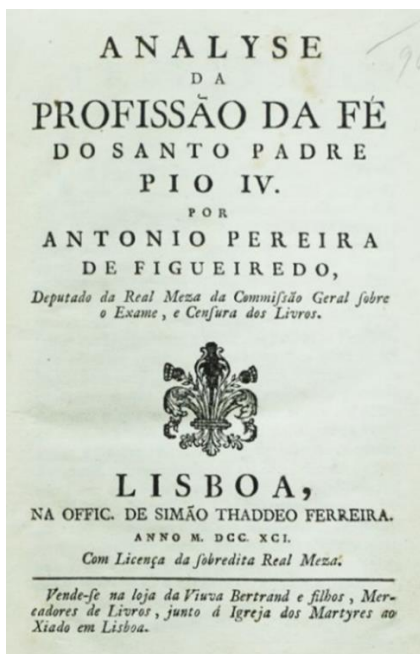 ANALYSE
DA
PROFISSÃO DA FÉ
DO SANTO PADRE
PIO IV.
POR
ANTONIO PEREIRA
DE FIGUEIREDO,
Deputado da Real Meza da Commiſsão Geral ſobre
o Exame, e Cenſura dos Livros.
LISBOA,
NA OFFIC. DE SIMÃO THADDEO FERREIRA.
ANNO M. DCC. XCI.
Com Licença da ſobredita Real Meza.
Vende-ſe na loja da Viuva Bertrand e filhos, Mer-
cadores de Livros, junto á Igreja dos Martyres ao
Xiado em Lisboa.